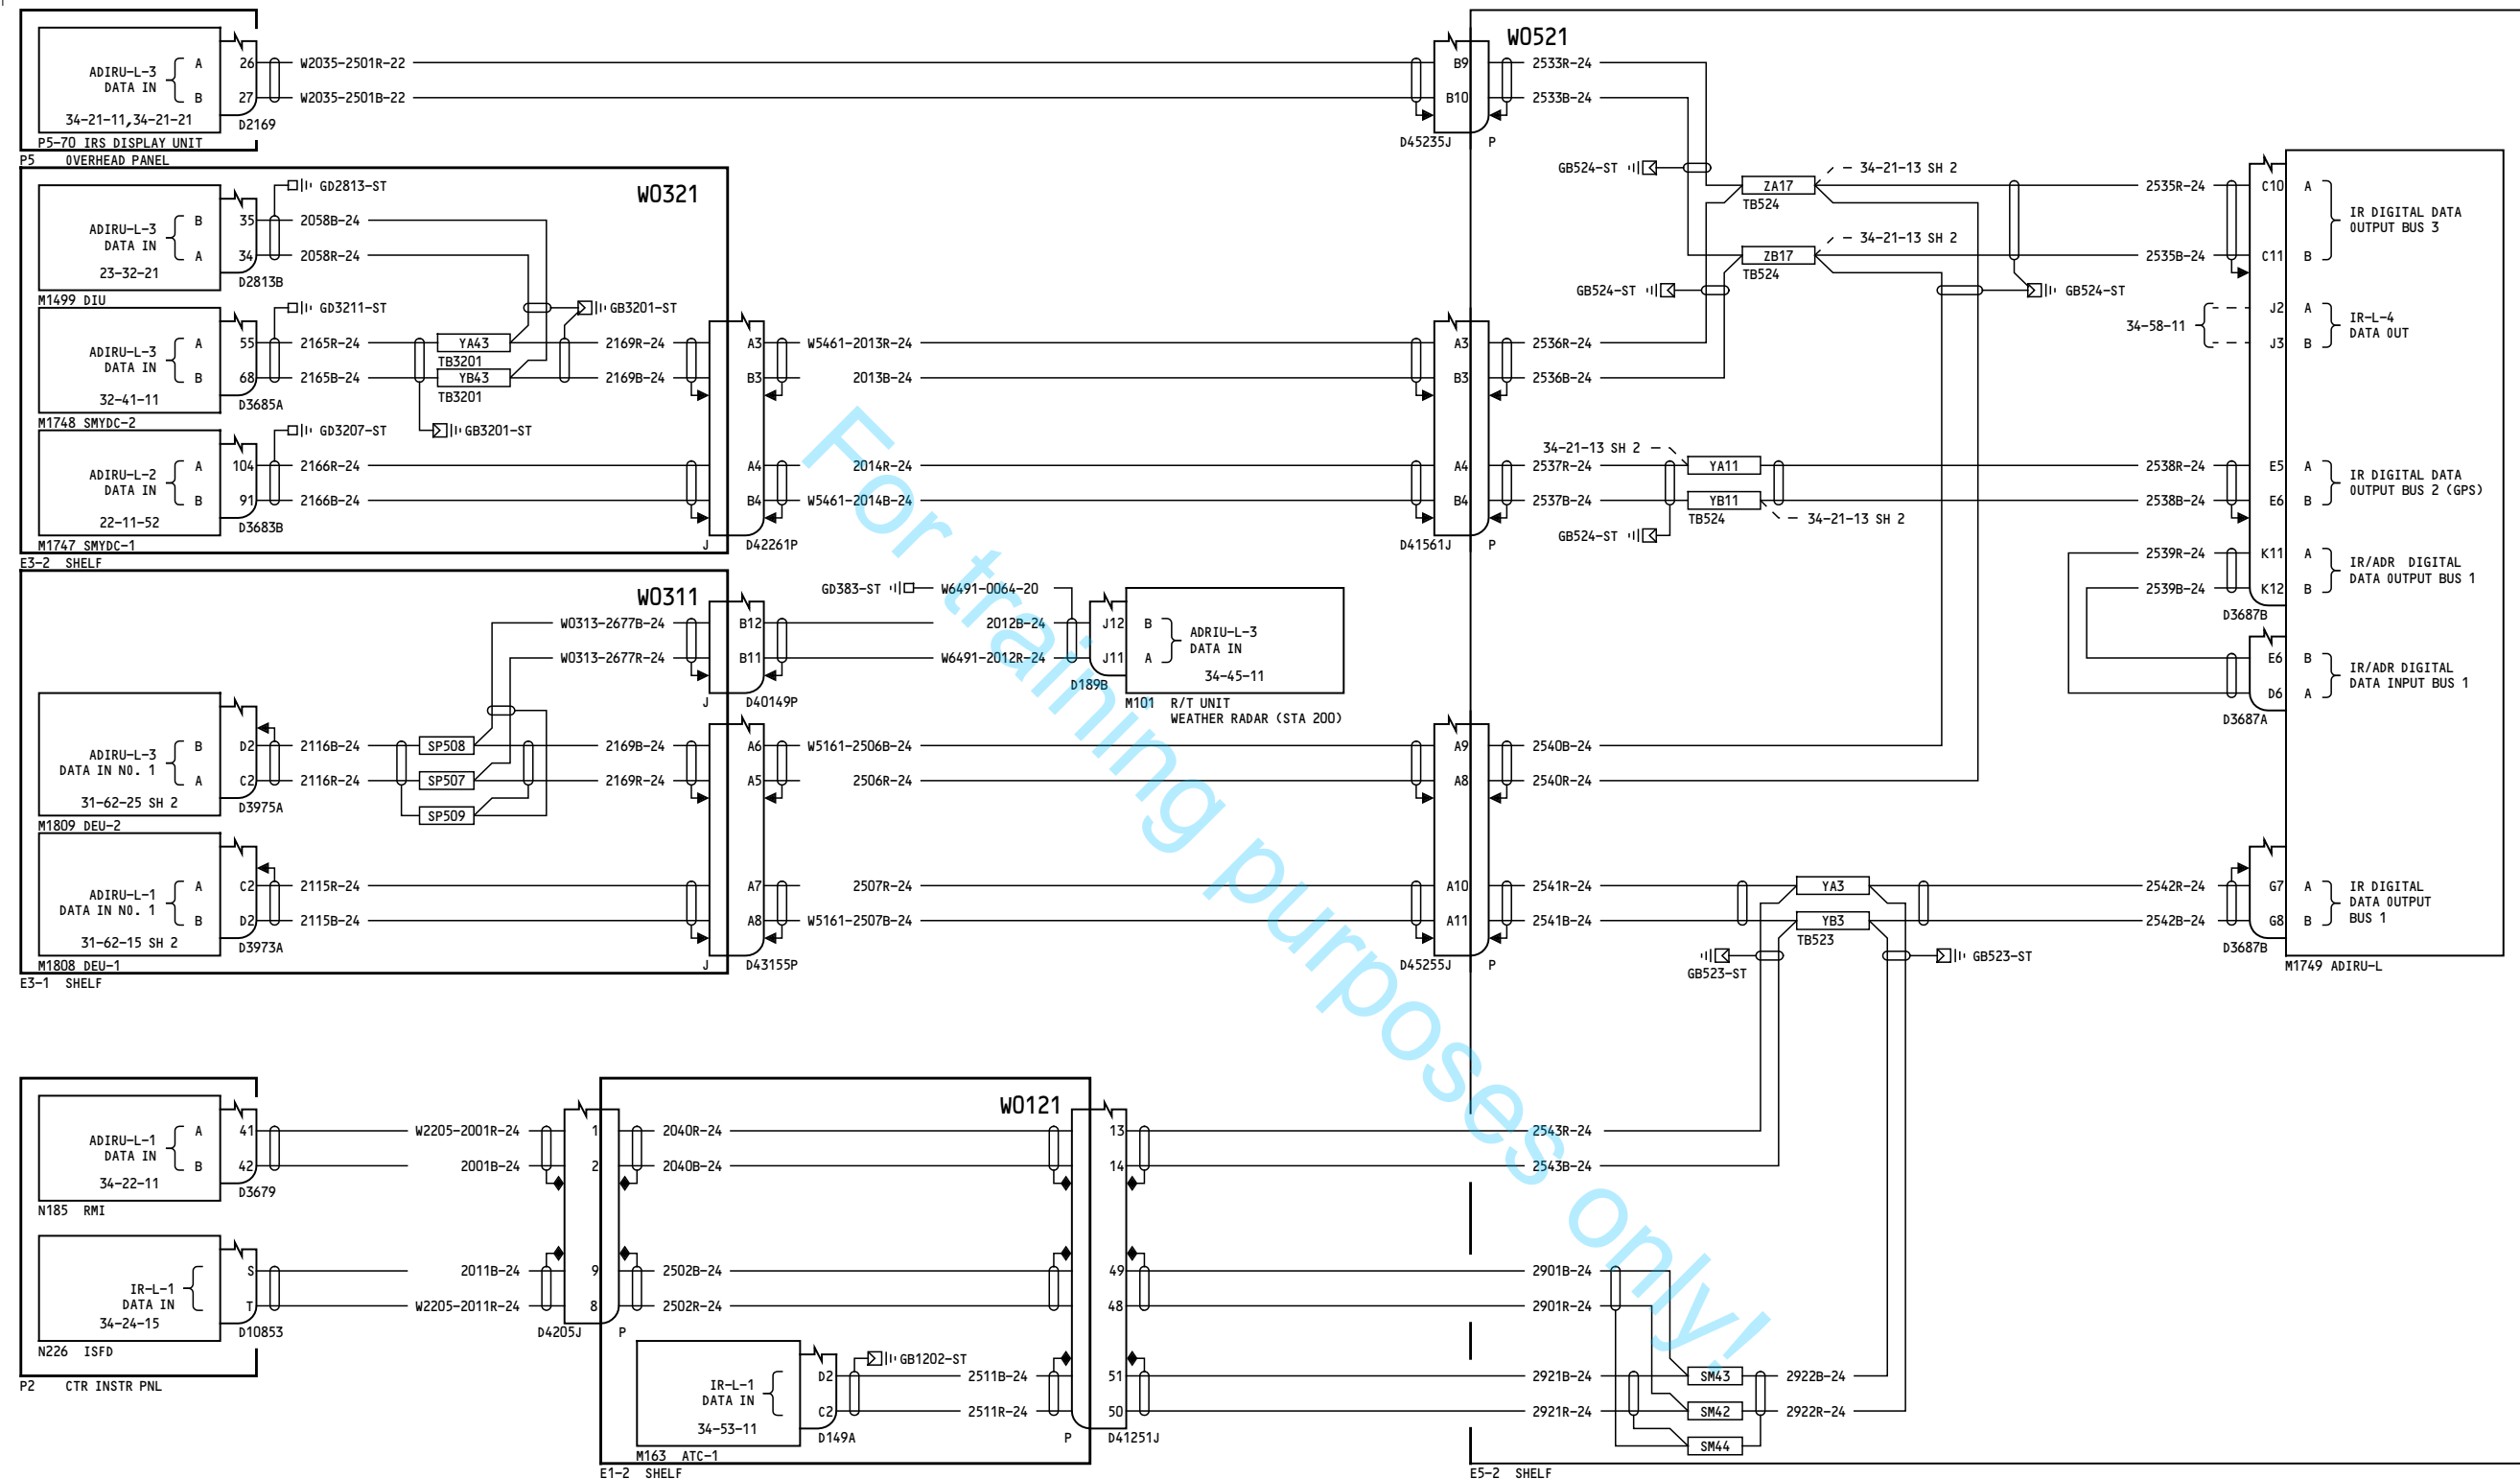 W0521
ADIRU-L-3
DATA IN
A
B
26
27
W2035-2501R-22
W2035-2501B-22
34-21-11,34-21-21
D2169
P5-70 IRS DISPLAY UNIT
P5 OVERHEAD PANEL
B9
B10
2533R-24
2533B-24
D45235J
P
W0321
ADIRU-L-3
DATA IN
B
A
35
34
GD2813-ST
2058B-24
2058R-24
23-32-21
D2813B
M1499 DIU
ADIRU-L-3
DATA IN
A
B
55
68
GD3211-ST
2165R-24
2165B-24
YA43
TB3201
YB43
TB3201
GB3201-ST
GB3201-ST
2169R-24
2169B-24
32-41-11
D3685A
M1748 SMYDC-2
ADIRU-L-2
DATA IN
A
B
104
91
GD3207-ST
2166R-24
2166B-24
22-11-52
D3683B
M1747 SMYDC-1
E3-2 SHELF
A3
B3
A4
B4
J
D42261P
W5461-2013R-24
2013B-24
2014R-24
W5461-2014B-24
A3
B3
A4
B4
D41561J
P
2536R-24
2536B-24
2537R-24
2537B-24
GB524-ST
GB524-ST
GB524-ST
GB524-ST
ZA17
TB524
34-21-13 SH 2
ZB17
TB524
34-21-13 SH 2
34-21-13 SH 2
YA11
YB11
TB524
34-21-13 SH 2
2535R-24
2535B-24
C10
C11
A
B
IR DIGITAL DATA
OUTPUT BUS 3
34-58-11
J2
J3
A
B
IR-L-4
DATA OUT
2538R-24
2538B-24
E5
E6
A
B
IR DIGITAL DATA
OUTPUT BUS 2 (GPS)
2539R-24
2539B-24
K11
K12
A
B
IR/ADR DIGITAL
DATA OUTPUT BUS 1
D3687B
E6
D6
B
A
IR/ADR DIGITAL
DATA INPUT BUS 1
D3687A
W0311
W0313-2677B-24
W0313-2677R-24
B12
B11
J
D40149P
GD383-ST
W6491-0064-20
2012B-24
W6491-2012R-24
J12
J11
D189B
B
A
ADRIU-L-3
DATA IN
34-45-11
M101 R/T UNIT
WEATHER RADAR (STA 200)
ADIRU-L-3
DATA IN NO. 1
B
A
D2
C2
2116B-24
2116R-24
SP508
SP507
SP509
2169B-24
2169R-24
31-62-25 SH 2
D3975A
M1809 DEU-2
ADIRU-L-1
DATA IN NO. 1
A
B
C2
D2
2115R-24
2115B-24
31-62-15 SH 2
D3973A
M1808 DEU-1
E3-1 SHELF
A6
A5
A7
A8
J
D43155P
W5161-2506B-24
2506R-24
2507R-24
W5161-2507B-24
A9
A8
A10
A11
D45255J
P
2540B-24
2540R-24
2541R-24
2541B-24
YA3
YB3
TB523
GB523-ST
GB523-ST
2542R-24
2542B-24
G7
G8
A
B
IR DIGITAL
DATA OUTPUT
BUS 1
D3687B
M1749 ADIRU-L
ADIRU-L-1
DATA IN
A
B
41
42
34-22-11
D3679
N185 RMI
W2205-2001R-24
2001B-24
IR-L-1
DATA IN
S
T
34-24-15
D10853
N226 ISFD
P2 CTR INSTR PNL
2011B-24
W2205-2011R-24
1
2
9
8
D4205J
P
W0121
2040R-24
2040B-24
2502B-24
2502R-24
IR-L-1
DATA IN
D2
C2
GB1202-ST
2511B-24
2511R-24
34-53-11
D149A
M163 ATC-1
E1-2 SHELF
13
14
49
48
51
50
P
D41251J
2543R-24
2543B-24
2901B-24
2901R-24
2921B-24
2921R-24
SM43
SM42
SM44
2922B-24
2922R-24
E5-2 SHELF
For training purposes only!